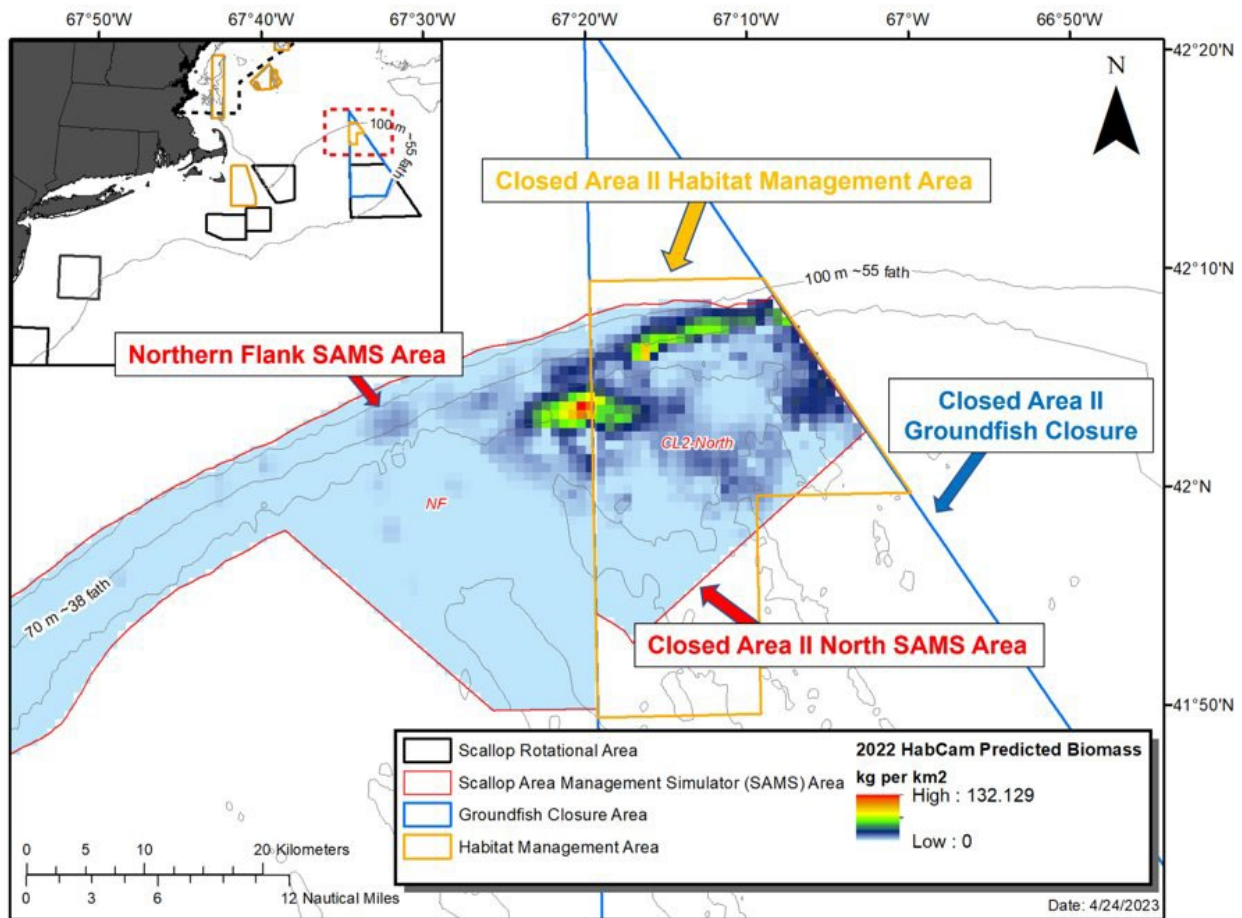 67°50'W
67°40'W
67°30'W
67°20'W
67°10'W
67°0'W
66°50'W
42°20'N
N
100 m ~55 fath
Closed Area II Habitat Management Area
42°10'N
100 m ~55 fath
Northern Flank SAMS Area
Closed Area II
Groundfish Closure
CL2-North
NF
42°N
70 m ~38 fath
Closed Area II North SAMS Area
41°50'N
Scallop Rotational Area
Scallop Area Management Simulator (SAMS) Area
Groundfish Closure Area
Habitat Management Area
2022 HabCam Predicted Biomass
kg per km2
High : 132.129
Low : 0
0 5 10 20 Kilometers
0 3 6 12 Nautical Miles
Date: 4/24/2023